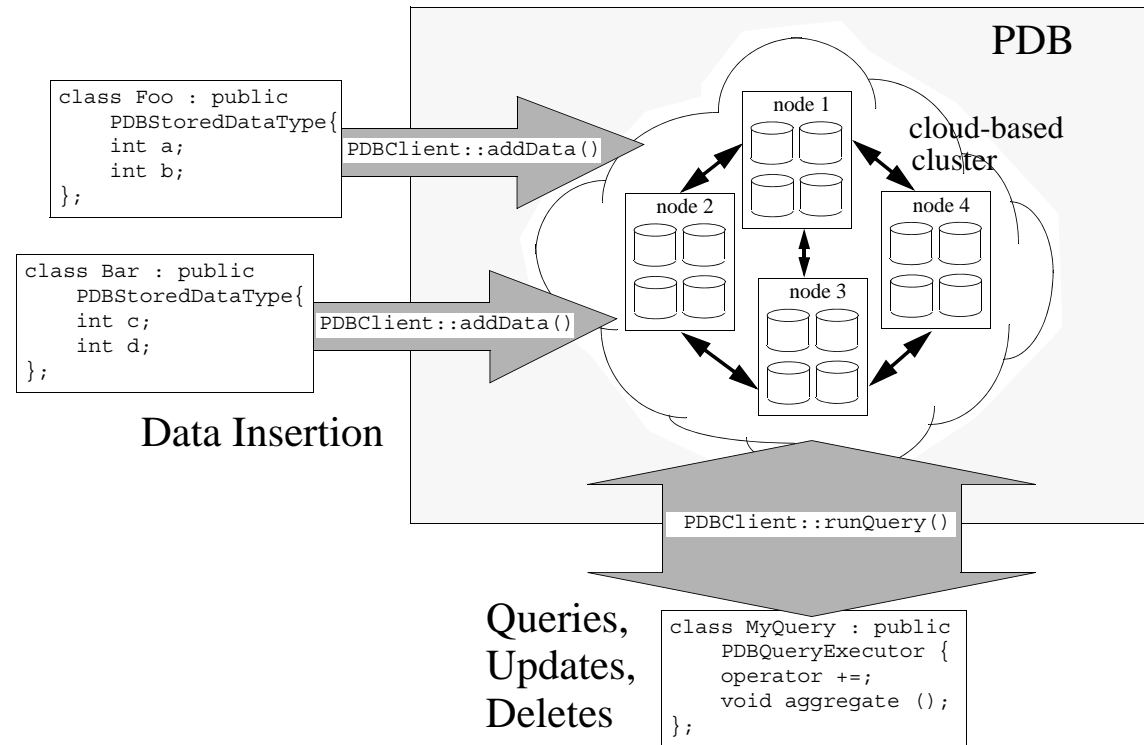 PDB
class Foo : public
PDBStoredDataType{
int a;
int b;
};
PDBClient::addData()
node 1
cloud-based
cluster
node 2
node 4
node 3
class Bar : public
PDBStoredDataType{
int c;
int d;
};
PDBClient::addData()
Data Insertion
PDBClient::runQuery()
Queries,
Updates,
Deletes
class MyQuery : public
PDBQueryExecutor {
operator +=;
void aggregate ();
};